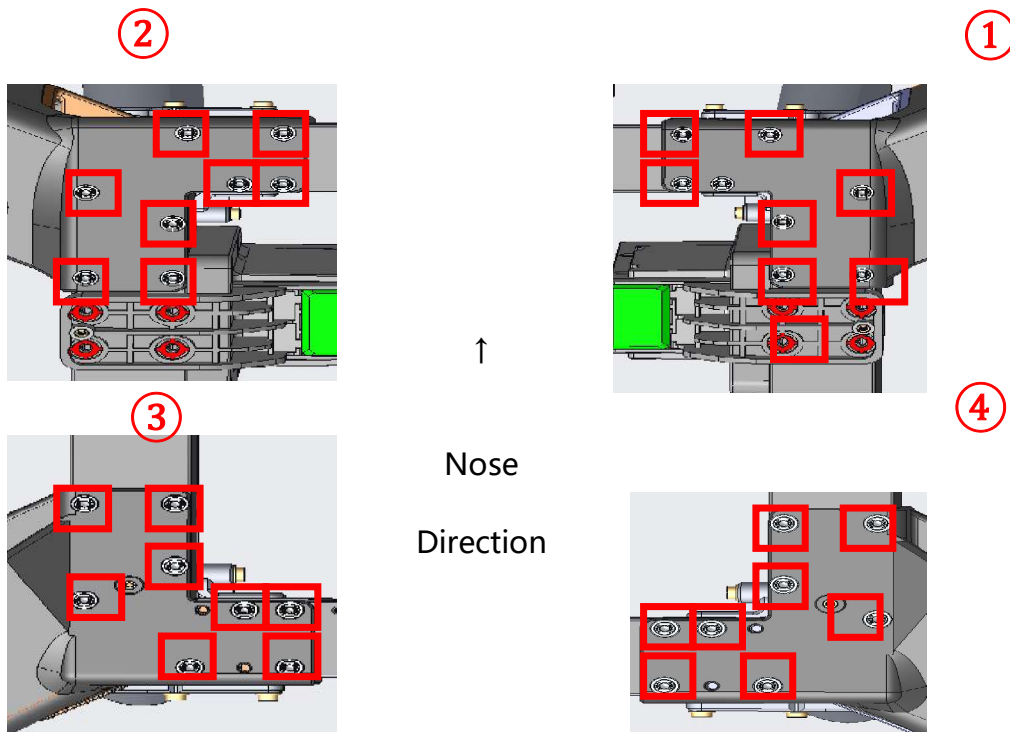 ② ①
↑
③ ④
Nose
Direction